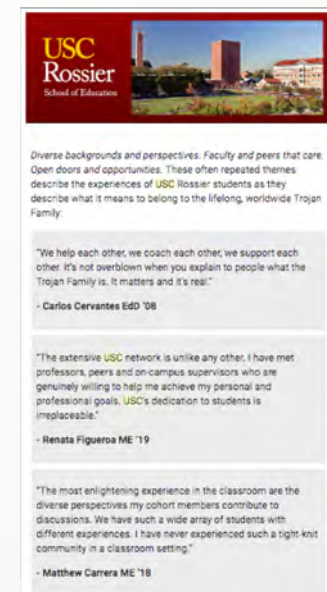 USC
Rossier
School of Education
Diverse backgrounds and perspectives. Faculty and peers that care.
Open doors and opportunities. These often repeated themes
describe the experiences of USC Rossier students as they
describe what it means to belong to the lifelong, worldwide Trojan
Family:
"We help each other, we coach each other, we support each
other. It's not overblown when you explain to people what the
Trojan Family is. It matters and it's real."
- Carlos Cervantes EdD '08
"The extensive USC network is unlike any other. I have met
professors, peers and on-campus supervisors who are
genuinely willing to help me achieve my personal and
professional goals. USC's dedication to students is
irreplaceable."
- Renata Figueroa ME '19
"The most enlightening experience in the classroom are the
diverse perspectives my cohort members contribute to
discussions. We have such a wide array of students with
different experiences. I have never experienced such a tight-knit
community in a classroom setting."
- Matthew Carrera ME '18